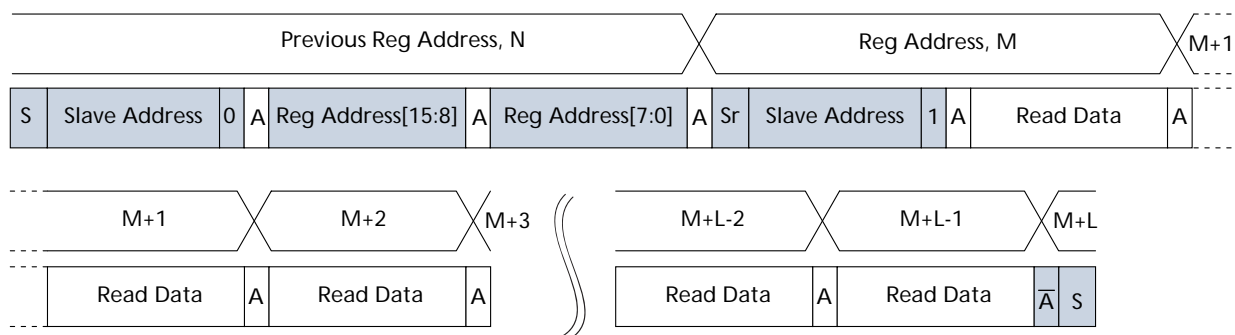 Previous Reg Address, N Reg Address, M M+1
S Slave Address 0 A Reg Address[15:8] A Reg Address[7:0] A Sr Slave Address 1 A Read Data A
M+1 M+2 M+3 M+L-2 M+L-1 M+L
Read Data A Read Data A Read Data A Read Data A̅ S